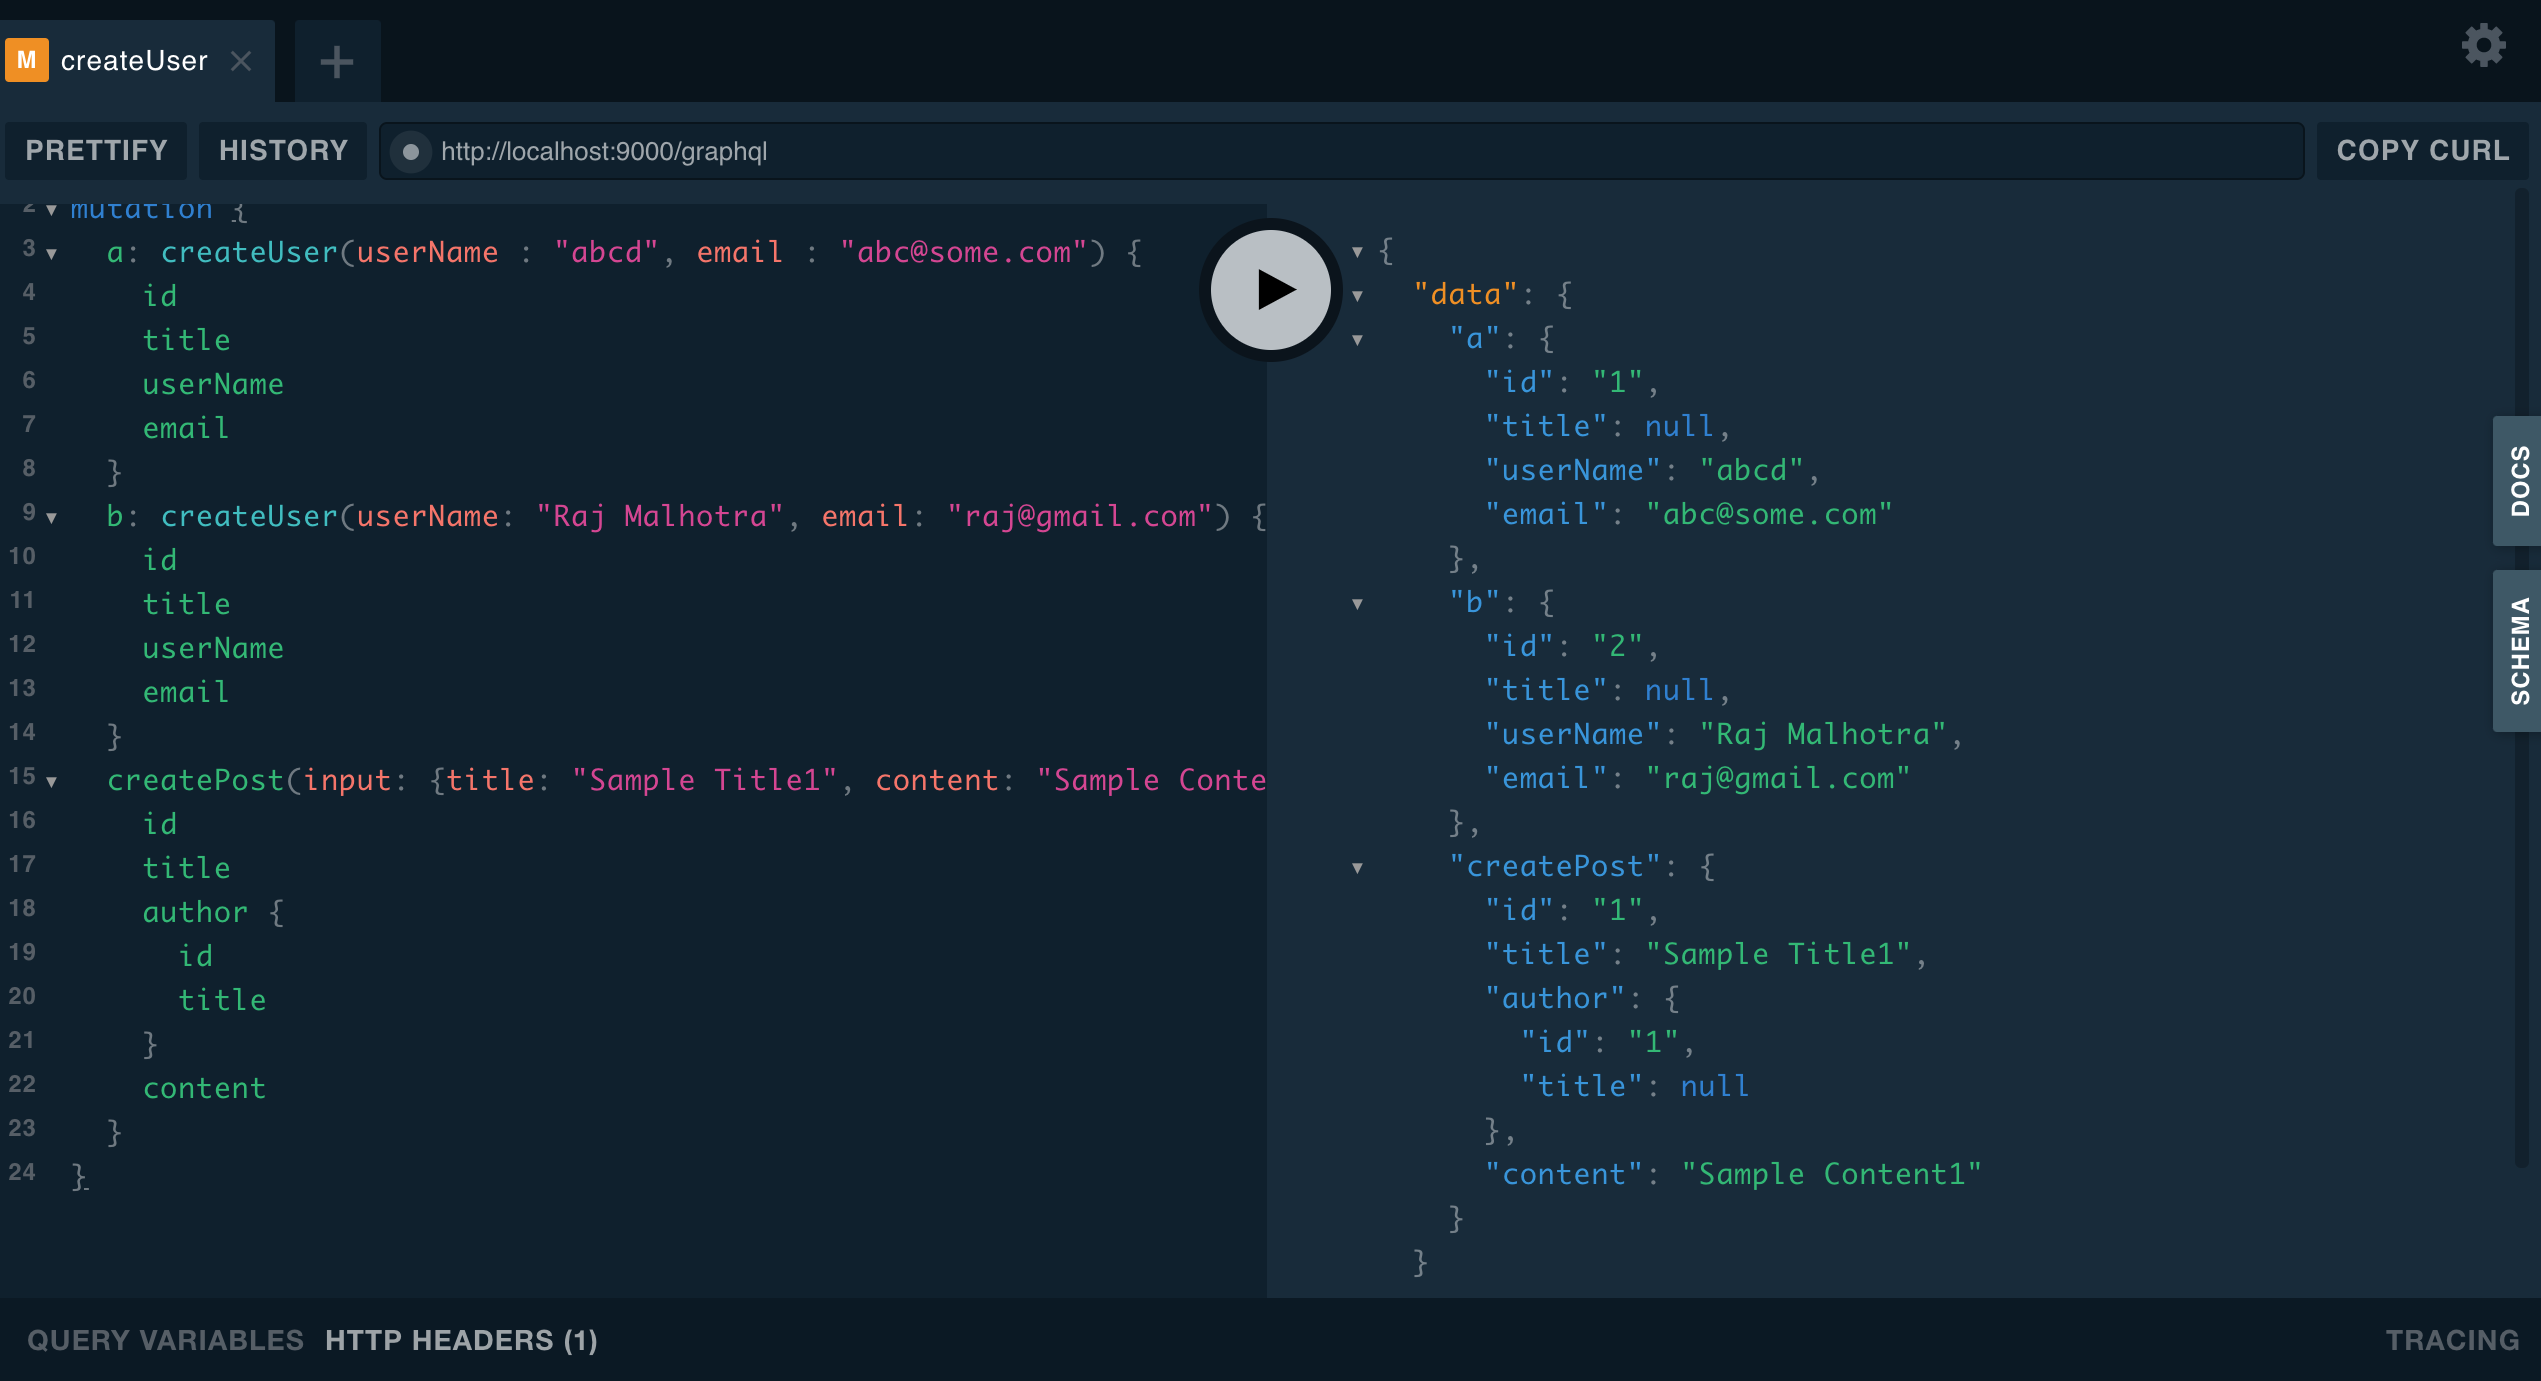 M createUser
PRETTIFY HISTORY http://localhost:9000/graphql COPY CURL
2 mutation {
3 a: createUser(userName : "abcd", email : "abc@some.com") {
4 id
5 title
6 userName
7 email
8 }
9 b: createUser(userName: "Raj Malhotra", email: "raj@gmail.com") {
10 id
11 title
12 userName
13 email
14 }
15 createPost(input: {title: "Sample Title1", content: "Sample Conte
16 id
17 title
18 author {
19 id
20 title
21 }
22 content
23 }
24 }
{
"data": {
"a": {
"id": "1",
"title": null,
"userName": "abcd",
"email": "abc@some.com"
},
"b": {
"id": "2",
"title": null,
"userName": "Raj Malhotra",
"email": "raj@gmail.com"
},
"createPost": {
"id": "1",
"title": "Sample Title1",
"author": {
"id": "1",
"title": null
},
"content": "Sample Content1"
}
}
DOCS
SCHEMA
QUERY VARIABLES HTTP HEADERS (1) TRACING